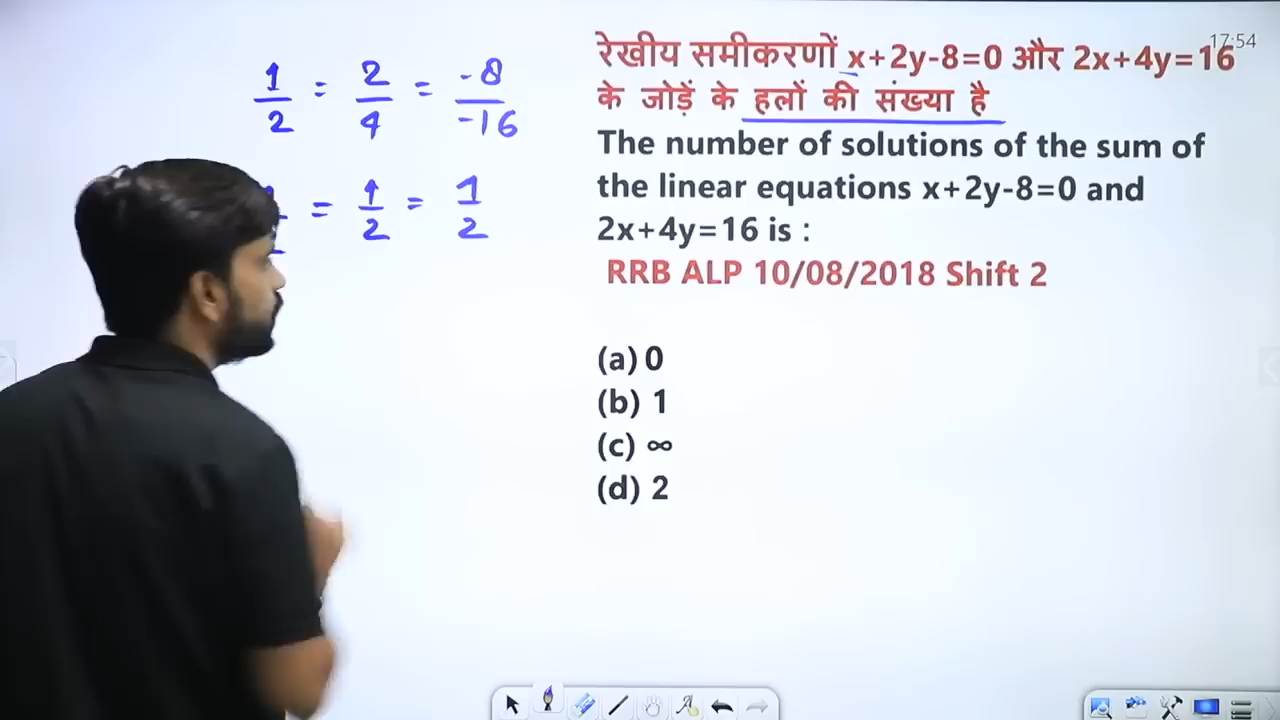 17:54
रेखीय समीकरणों x+2y-8=0 और 2x+4y=16
के जोड़ें के हलों की संख्या है
The number of solutions of the sum of
the linear equations x+2y-8=0 and
2x+4y=16 is :
RRB ALP 10/08/2018 Shift 2
(a) 0
(b) 1
(c) ∞
(d) 2
1/2 = 2/4 = -8/-16
= 1/2 = 1/2